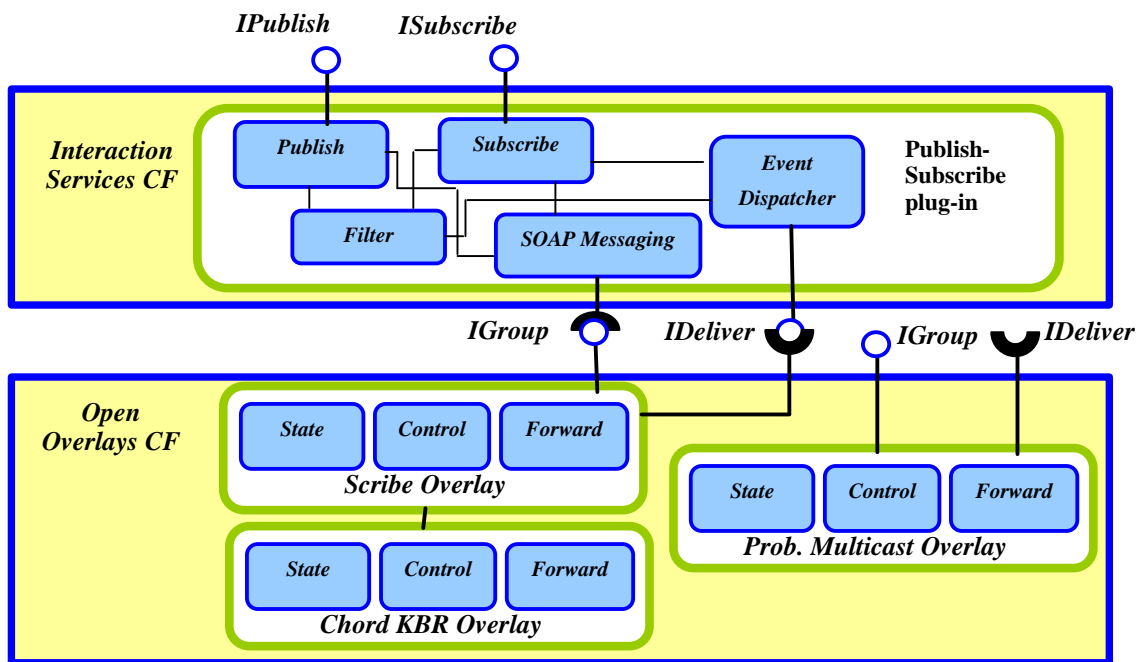 IPublish
ISubscribe
Interaction
Services CF
Publish
Subscribe
Event
Dispatcher
Filter
SOAP Messaging
Publish-
Subscribe
plug-in
IGroup
IDeliver
IGroup
IDeliver
Open
Overlays CF
State
Control
Forward
Scribe Overlay
State
Control
Forward
Chord KBR Overlay
State
Control
Forward
Prob. Multicast Overlay